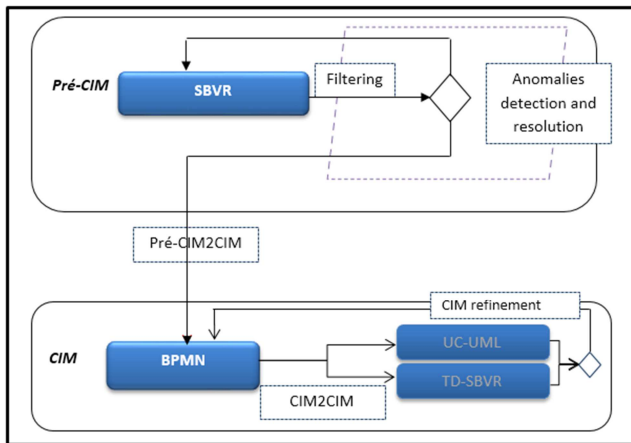 Pré-CIM
SBVR
Filtering
Anomalies
detection and
resolution
Pré-CIM2CIM
CIM refinement
CIM
BPMN
UC-UML
TD-SBVR
CIM2CIM